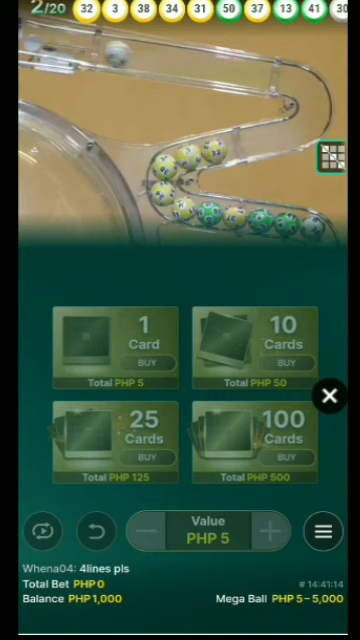 2/20 32 3 38 34 31 50 37 13 41 30
1
Card
BUY
Total PHP 5
10
Cards
BUY
Total PHP 50
25
Cards
BUY
Total PHP 125
100
Cards
BUY
Total PHP 500
Value
PHP 5
Whena04: 4lines pls
Total Bet PHP 0
# 14:41:14
Balance PHP 1,000
Mega Ball PHP 5 – 5,000